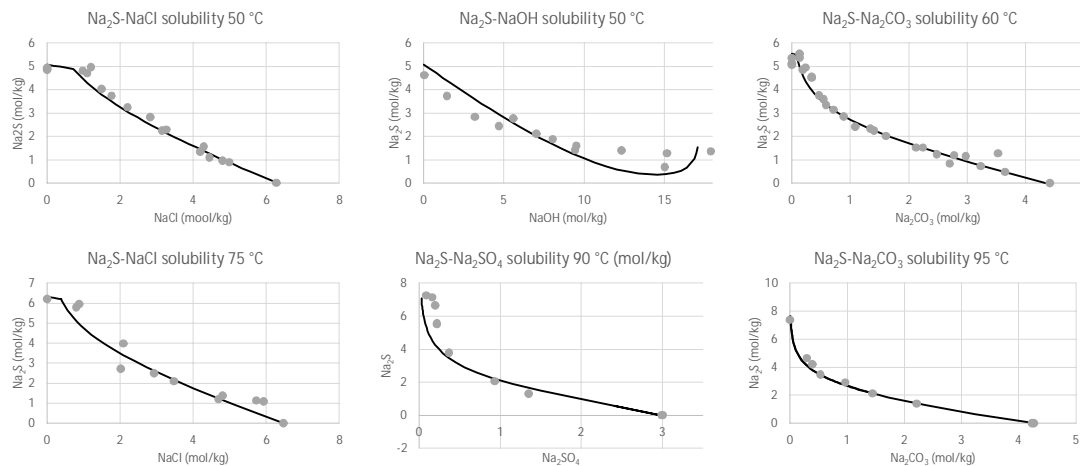 Na₂S-NaCl solubility 50 °C
6
5
4
3
2
1
0
Na2S (mol/kg)
0 2 4 6 8
NaCl (mool/kg)
Na₂S-NaOH solubility 50 °C
6
5
4
3
2
1
0
Na₂S (mol/kg)
0 5 10 15
NaOH (mol/kg)
Na₂S-Na₂CO₃ solubility 60 °C
6
5
4
3
2
1
0
Na₂S (mol/kg)
0 1 2 3 4
Na₂CO₃ (mol/kg)
Na₂S-NaCl solubility 75 °C
7
6
5
4
3
2
1
0
Na₂S (mol/kg)
0 2 4 6 8
NaCl (mol/kg)
Na₂S-Na₂SO₄ solubility 90 °C (mol/kg)
8
6
4
2
0
-2
Na₂S
0 1 2 3
Na₂SO₄
Na₂S-Na₂CO₃ solubility 95 °C
10
8
6
4
2
0
Na₂S (mol/kg)
0 1 2 3 4 5
Na₂CO₃ (mol/kg)